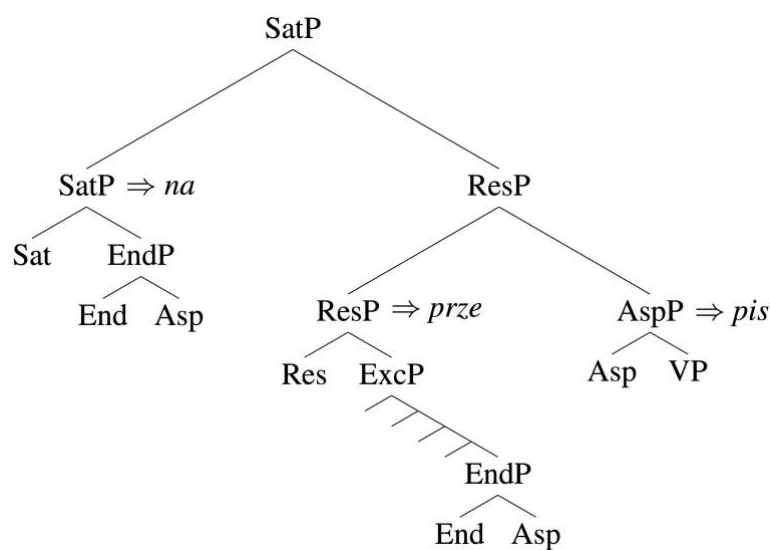 SatP
SatP ⇒ na ResP
Sat EndP
End Asp ResP ⇒ prze AspP ⇒ pis
Res ExcP Asp VP
EndP
End Asp